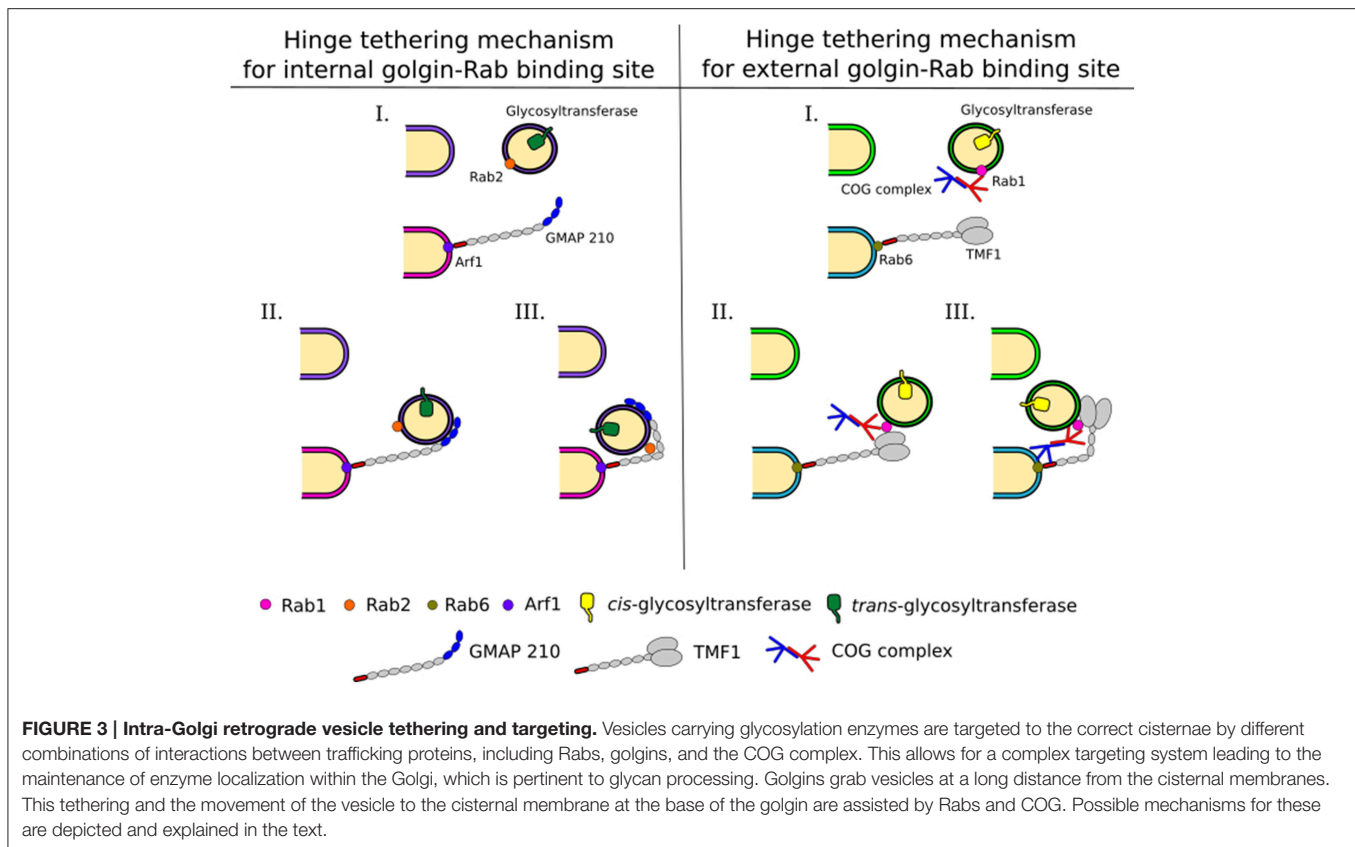 Hinge tethering mechanism
for internal golgin-Rab binding site
Hinge tethering mechanism
for external golgin-Rab binding site
I.
Glycosyltransferase
Rab2
GMAP 210
Arf1
I.
Glycosyltransferase
COG complex
Rab1
Rab6
TMF1
II.
III.
II.
III.
Rab1 Rab2 Rab6 Arf1 cis-glycosyltransferase trans-glycosyltransferase
GMAP 210 TMF1 COG complex
FIGURE 3 | Intra-Golgi retrograde vesicle tethering and targeting. Vesicles carrying glycosylation enzymes are targeted to the correct cisternae by different
combinations of interactions between trafficking proteins, including Rabs, golgins, and the COG complex. This allows for a complex targeting system leading to the
maintenance of enzyme localization within the Golgi, which is pertinent to glycan processing. Golgins grab vesicles at a long distance from the cisternal membranes.
This tethering and the movement of the vesicle to the cisternal membrane at the base of the golgin are assisted by Rabs and COG. Possible mechanisms for these
are depicted and explained in the text.